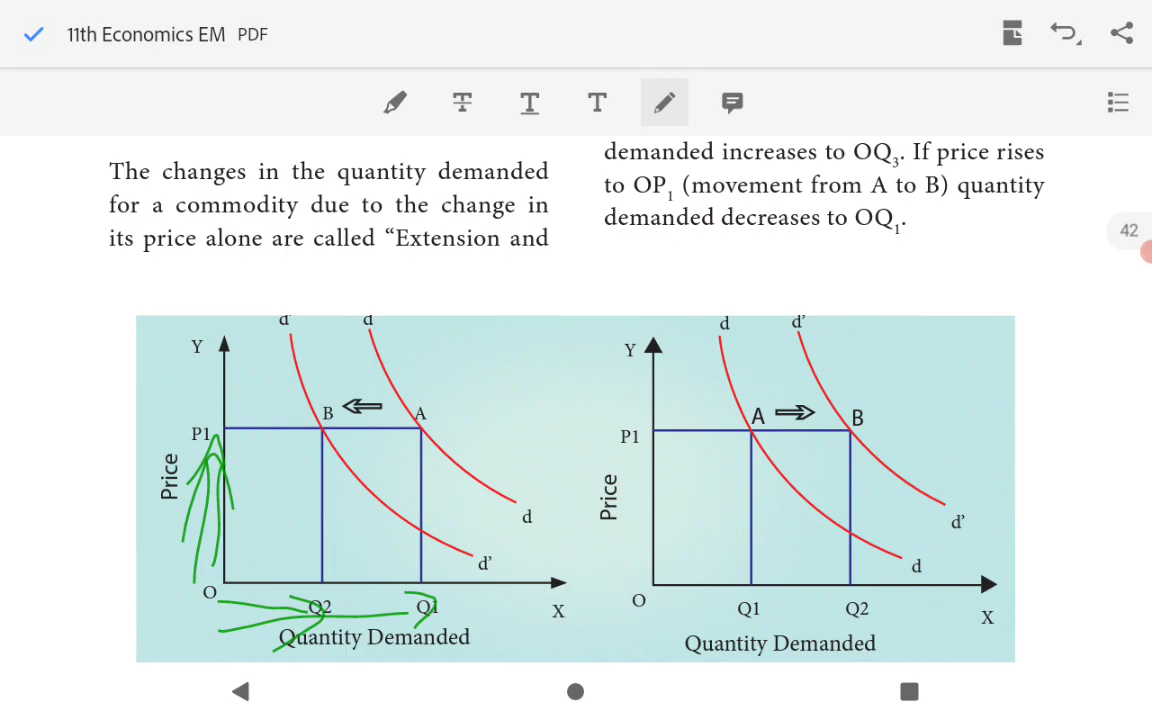 11th Economics EM PDF
The changes in the quantity demanded
for a commodity due to the change in
its price alone are called “Extension and
demanded increases to OQ3. If price rises
to OP1 (movement from A to B) quantity
demanded decreases to OQ1.
42
d' d
Y
B A
P1
Price
d
d’
O
Q2 Q1
X
Quantity Demanded
d d’
Y
A B
P1
Price
d’
d
O
Q1 Q2
X
Quantity Demanded